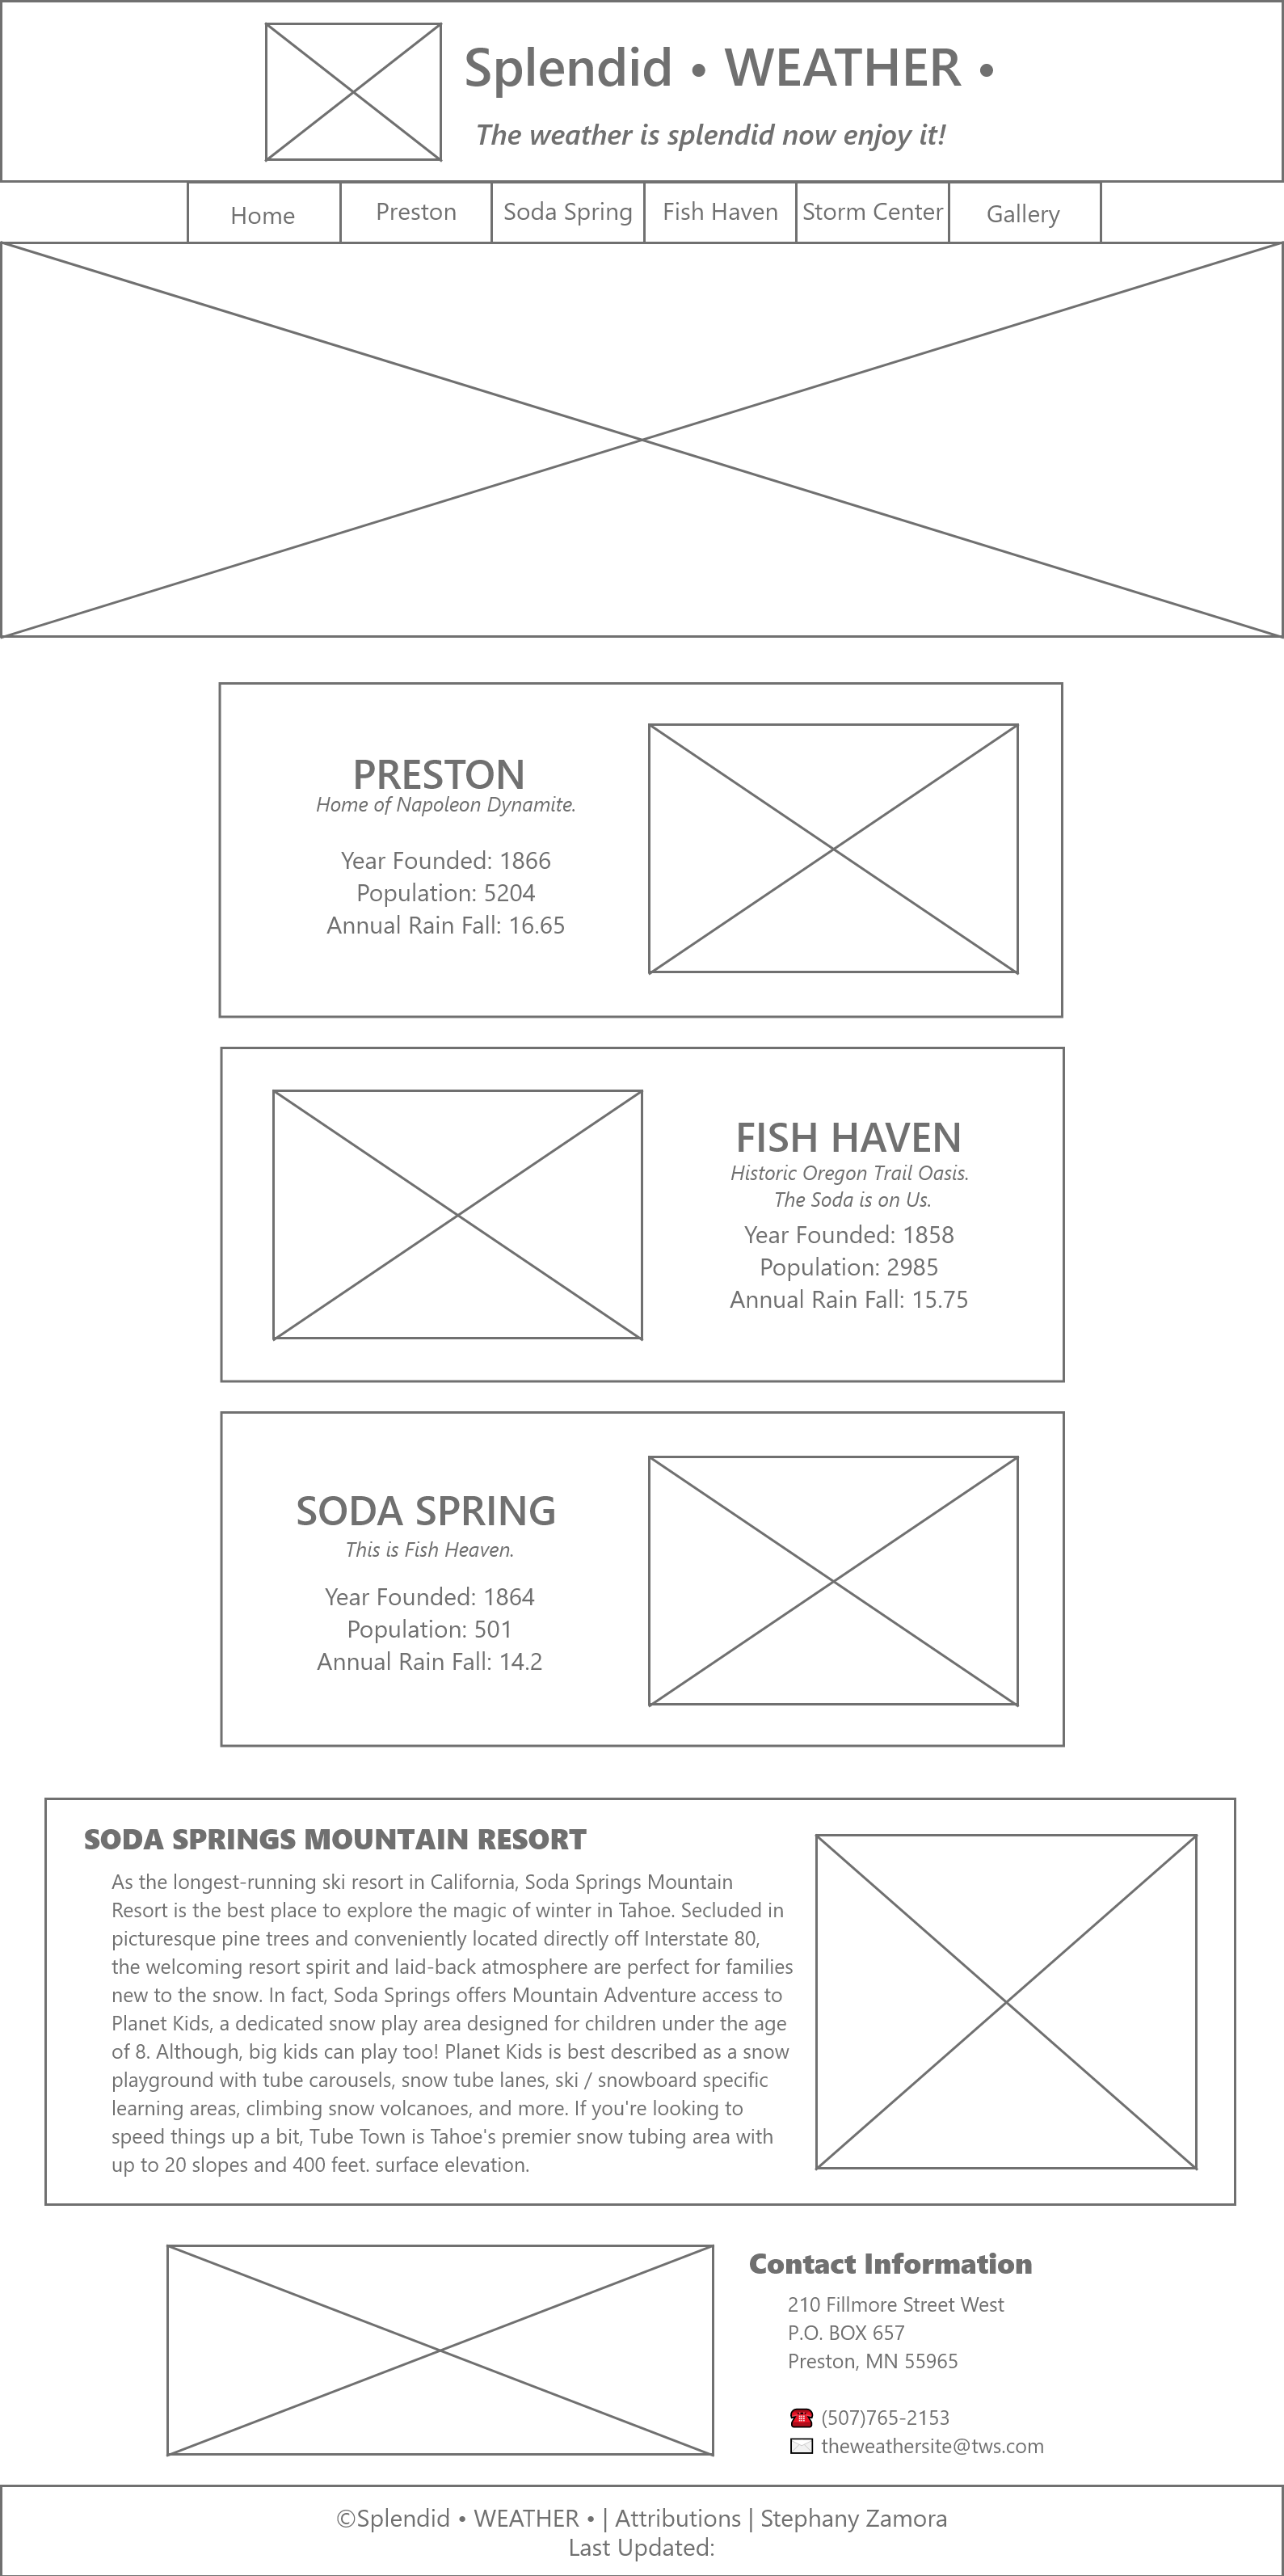 Splendid • WEATHER •
The weather is splendid now enjoy it!
Home Preston Soda Spring Fish Haven Storm Center Gallery
PRESTON
Home of Napoleon Dynamite.
Year Founded: 1866
Population: 5204
Annual Rain Fall: 16.65
FISH HAVEN
Historic Oregon Trail Oasis.
The Soda is on Us.
Year Founded: 1858
Population: 2985
Annual Rain Fall: 15.75
SODA SPRING
This is Fish Heaven.
Year Founded: 1864
Population: 501
Annual Rain Fall: 14.2
SODA SPRINGS MOUNTAIN RESORT
As the longest-running ski resort in California, Soda Springs Mountain
Resort is the best place to explore the magic of winter in Tahoe. Secluded in
picturesque pine trees and conveniently located directly off Interstate 80,
the welcoming resort spirit and laid-back atmosphere are perfect for families
new to the snow. In fact, Soda Springs offers Mountain Adventure access to
Planet Kids, a dedicated snow play area designed for children under the age
of 8. Although, big kids can play too! Planet Kids is best described as a snow
playground with tube carousels, snow tube lanes, ski / snowboard specific
learning areas, climbing snow volcanoes, and more. If you're looking to
speed things up a bit, Tube Town is Tahoe's premier snow tubing area with
up to 20 slopes and 400 feet. surface elevation.
Contact Information
210 Fillmore Street West
P.O. BOX 657
Preston, MN 55965
☎ (507)765-2153
✉ theweathersite@tws.com
©Splendid • WEATHER • | Attributions | Stephany Zamora
Last Updated: